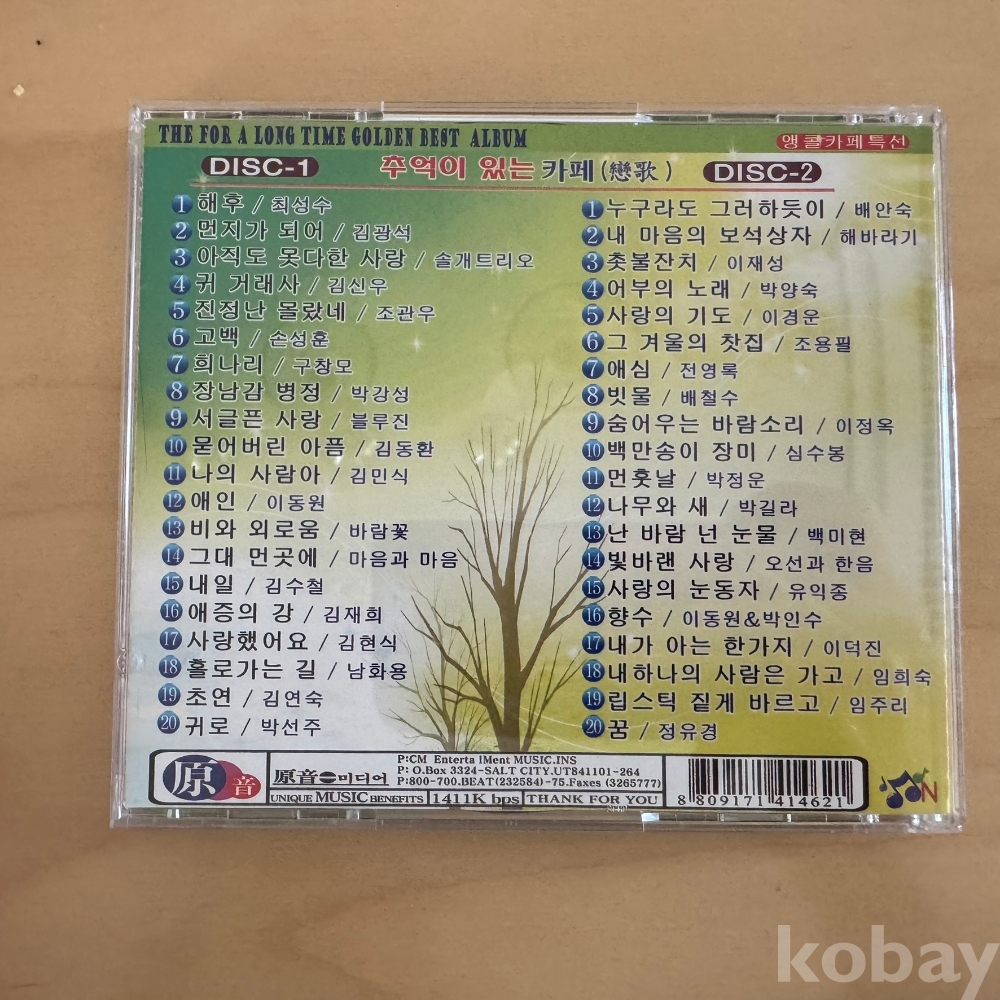 THE FOR A LONG TIME GOLDEN BEST ALBUM
앵콜카페특선
추억이 있는 카페(戀歌)
DISC-1
1 해후 / 최성수
2 먼지가 되어 / 김광석
3 아직도 못다한 사랑 / 솔개트리오
4 귀 거래사 / 김신우
5 진정난 몰랐네 / 조관우
6 고백 / 손성훈
7 희나리 / 구창모
8 장남감 병정 / 박강성
9 서글픈 사랑 / 블루진
10 묻어버린 아픔 / 김동환
11 나의 사람아 / 김민식
12 애인 / 이동원
13 비와 외로움 / 바람꽃
14 그대 먼곳에 / 마음과 마음
15 내일 / 김수철
16 애증의 강 / 김재희
17 사랑했어요 / 김현식
18 홀로가는 길 / 남화용
19 초연 / 김연숙
20 귀로 / 박선주
DISC-2
1 누구라도 그러하듯이 / 배안숙
2 내 마음의 보석상자 / 해바라기
3 촛불잔치 / 이재성
4 어부의 노래 / 박양숙
5 사랑의 기도 / 이경운
6 그 겨울의 찻집 / 조용필
7 애심 / 전영록
8 빗물 / 배철수
9 숨어우는 바람소리 / 이정옥
10 백만송이 장미 / 심수봉
11 먼훗날 / 박정운
12 나무와 새 / 박길라
13 난 바람 넌 눈물 / 백미현
14 빛바랜 사랑 / 오선과 한음
15 사랑의 눈동자 / 유익종
16 향수 / 이동원&박인수
17 내가 아는 한가지 / 이덕진
18 내하나의 사람은 가고 / 임희숙
19 립스틱 짙게 바르고 / 임주리
20 꿈 / 정유경
原音
原音 미디어
P:CM Enterta lMent MUSIC.INS
P: O.Box 3324-SALT CITY.UT841101-264
P:800-700.BEAT(232584)-75.Faxes (3265777)
UNIQUE MUSIC BENEFITS
1411K bps
THANK FOR YOU
8 809171 414621
N
kobay